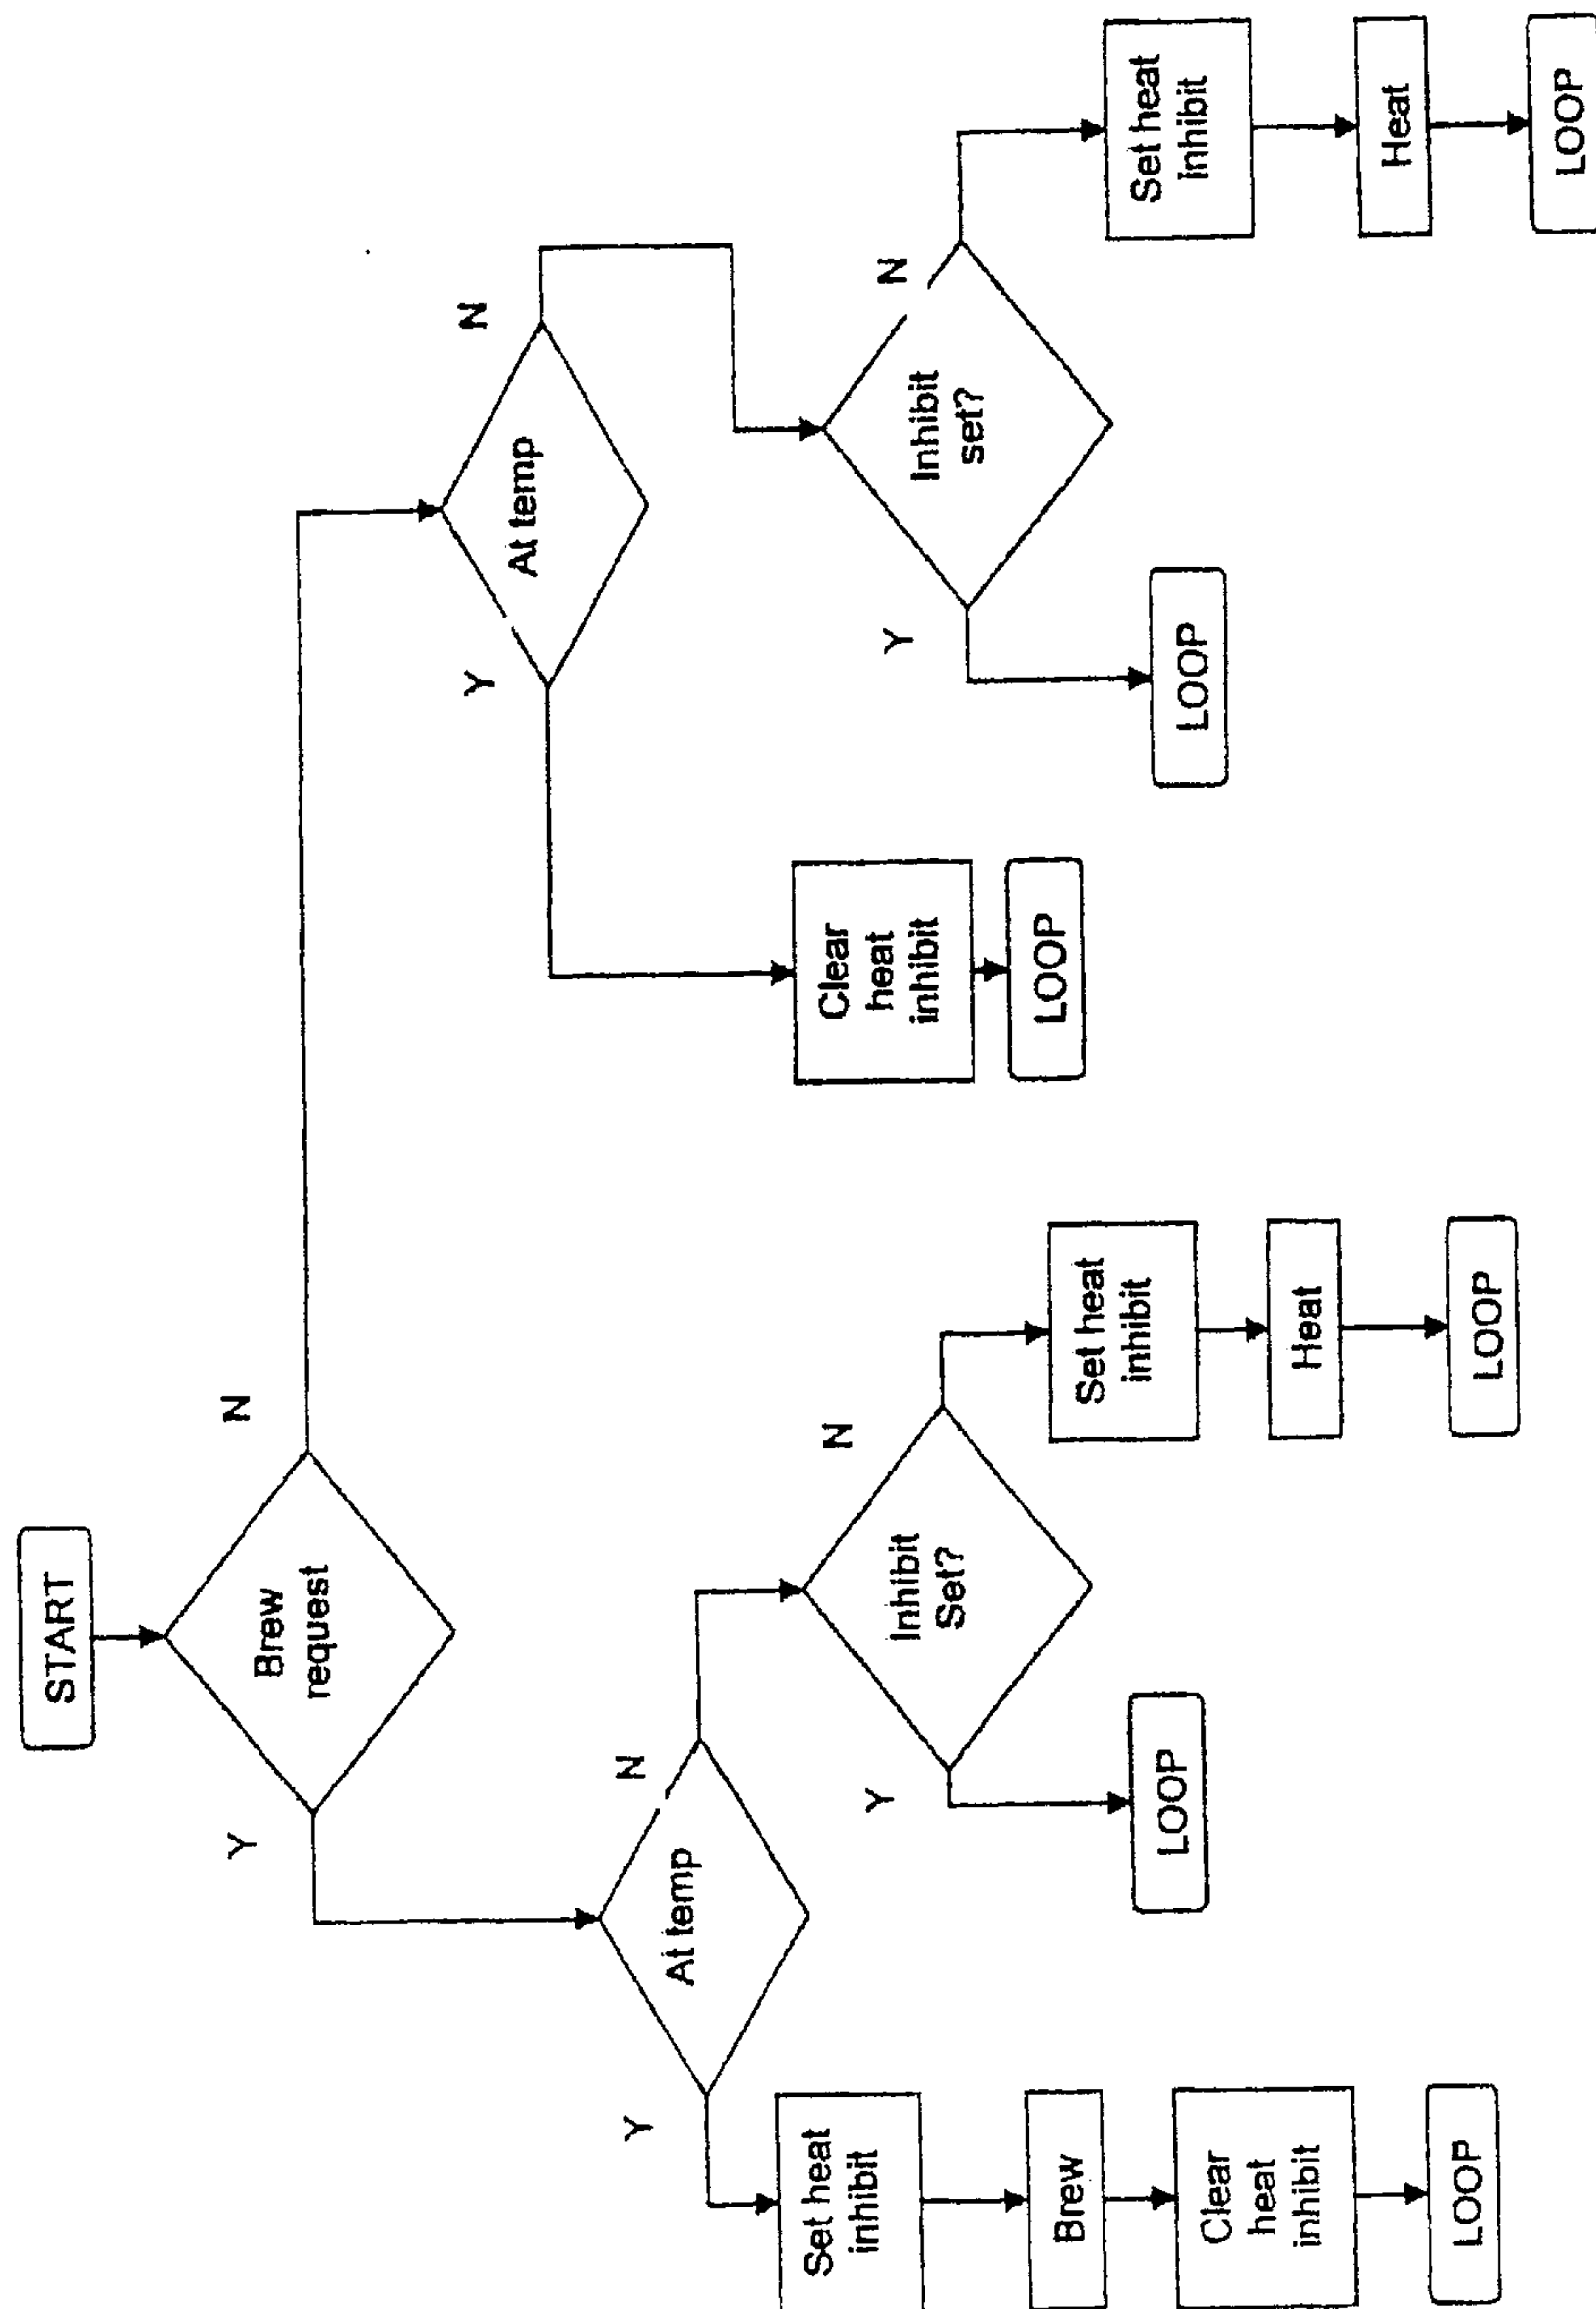 START
Brew
request
Y
N
At temp
Y
N
Set heat
inhibit
Brew
Clear
heat
inhibit
LOOP
Inhibit
Set?
Y
N
LOOP
Set heat
inhibit
Heat
LOOP
At temp
Y
N
Clear
heat
inhibit
LOOP
Inhibit
set?
Y
N
LOOP
Set heat
inhibit
Heat
LOOP